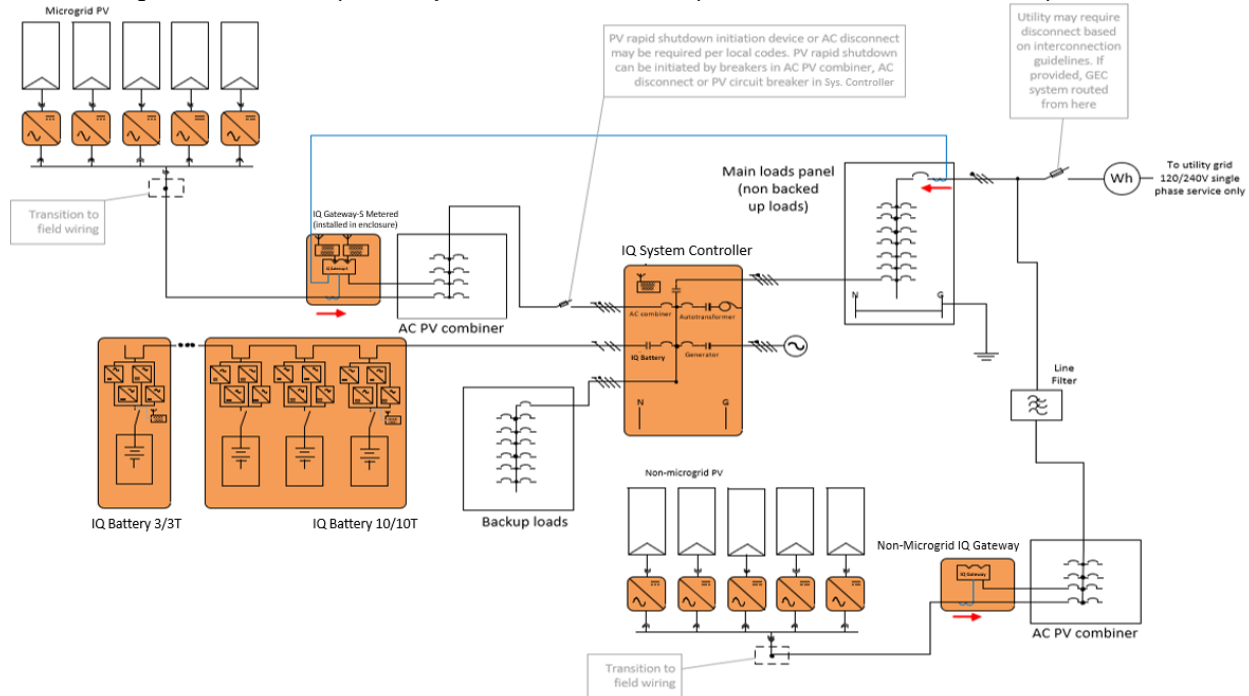 Microgrid PV
PV rapid shutdown initiation device or AC disconnect
may be required per local codes. PV rapid shutdown
can be initiated by breakers in AC PV combiner, AC
disconnect or PV circuit breaker in Sys. Controller
Utility may require
disconnect based
on interconnection
guidelines. If
provided, GEC
system routed
from here
Main loads panel
(non backed
up loads)
Wh
To utility grid
120/240V single
phase service only
Transition to
field wiring
IQ Gateway-S Metered
(installed in enclosure)
IQ System Controller
AC combiner
Autotransformer
AC PV combiner
N
G
IQ Battery
Generator
N
G
Line
Filter
IQ Battery 3/3T
IQ Battery 10/10T
Backup loads
Non-microgrid PV
Non-Microgrid IQ Gateway
IQ Gateway
AC PV combiner
Transition to
field wiring